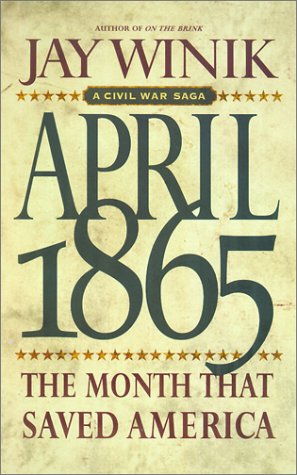 AUTHOR OF ON THE BRINK
JAY WINIK
A CIVIL WAR SAGA
APRIL
1865
THE MONTH THAT
SAVED AMERICA